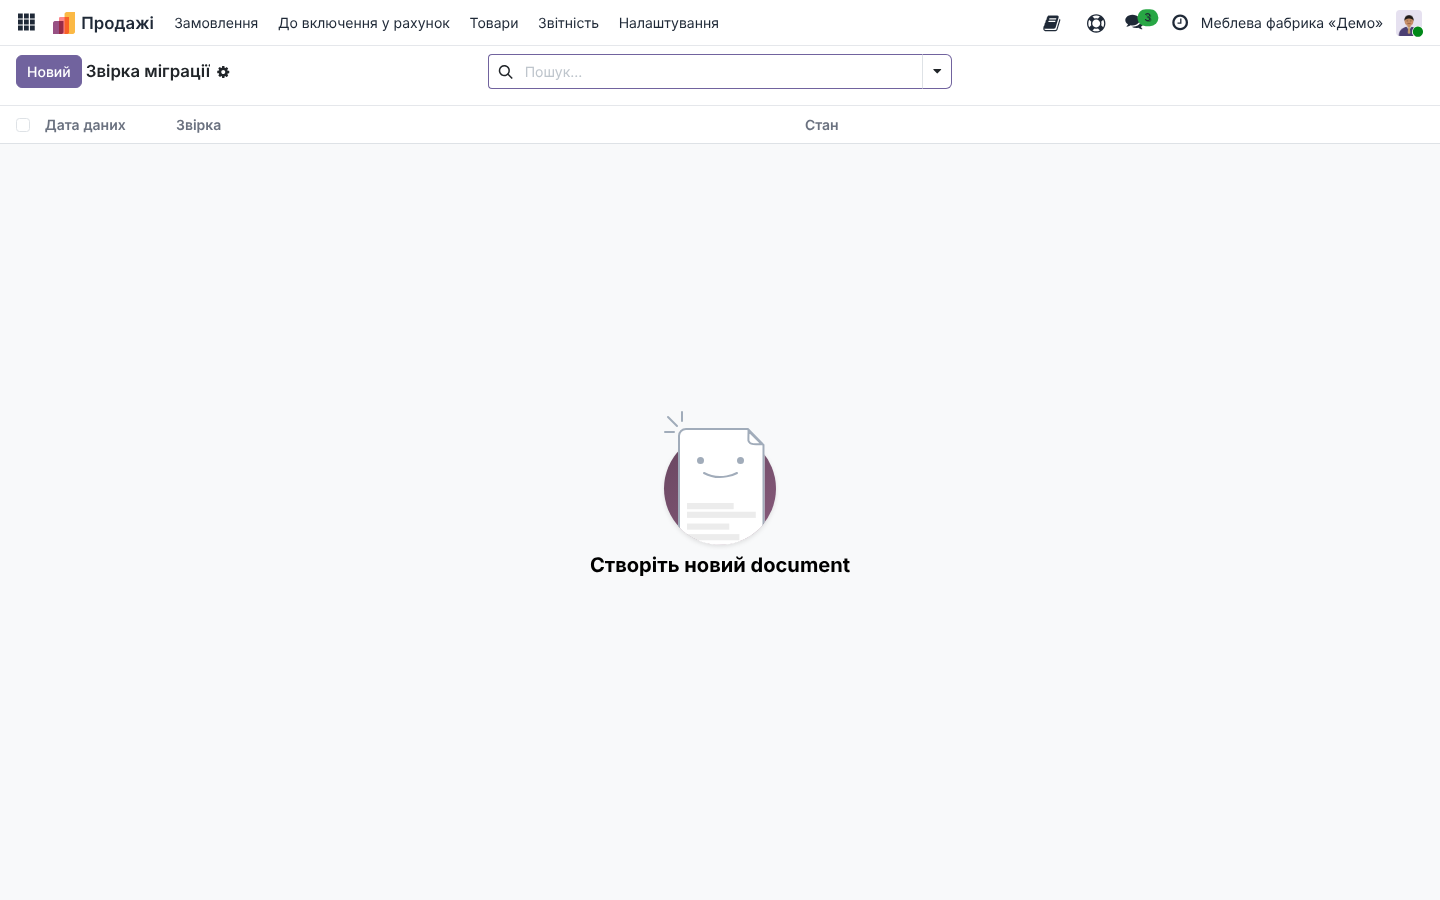 Продажі
Замовлення
До включення у рахунок
Товари
Звітність
Налаштування
3
Меблева фабрика «Демо»
Новий
Звірка міграції
Пошук...
Дата даних
Звірка
Стан
Створіть новий document